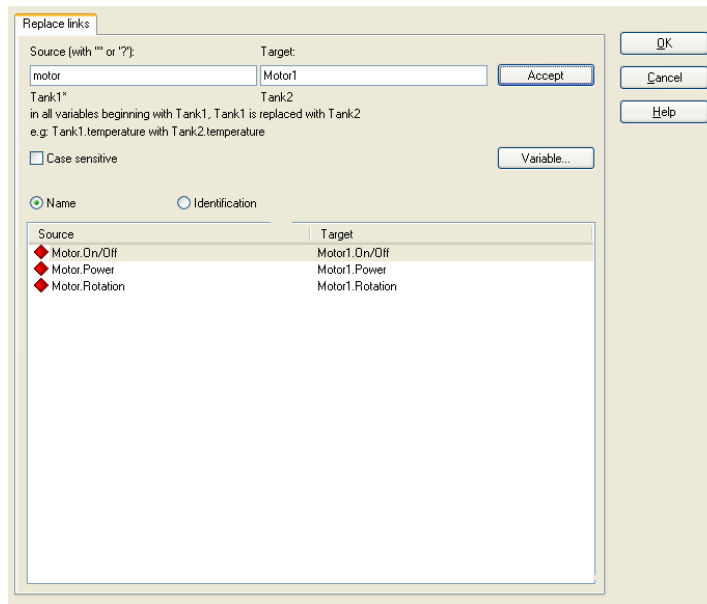 Replace links
Source (with '*' or '?'): Target:
motor Motor1 Accept
Tank1* Tank2
in all variables beginning with Tank1, Tank1 is replaced with Tank2
e.g: Tank1.temperature with Tank2.temperature
Case sensitive Variable...
Name Identification
Source Target
Motor.On/Off Motor1.On/Off
Motor.Power Motor1.Power
Motor.Rotation Motor1.Rotation
OK
Cancel
Help